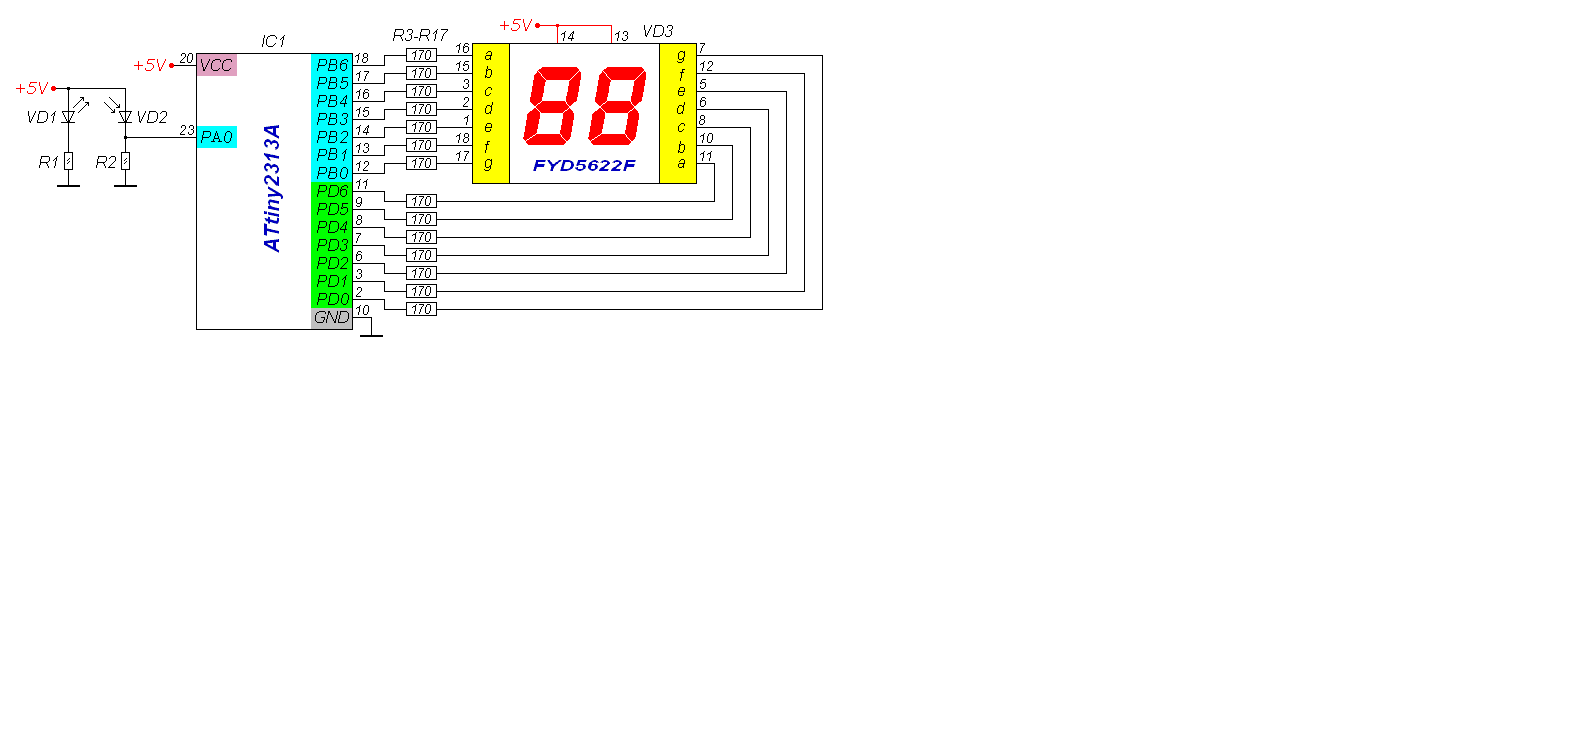 +5V
14
13
VD3
IC1
R3-R17
+5V
20
VCC
+5V
VD1
VD2
23
PA0
R1
R2
ATtiny2313A
PB6
18
170
16
a
PB5
17
170
15
b
PB4
16
170
3
c
PB3
15
170
2
d
PB2
14
170
1
e
PB1
13
170
18
f
PB0
12
170
17
g
88
FYD5622F
g
7
f
12
e
5
d
6
c
8
b
10
a
11
PD6
11
170
PD5
9
170
PD4
8
170
PD3
7
170
PD2
6
170
PD1
3
170
PD0
2
170
GND
10